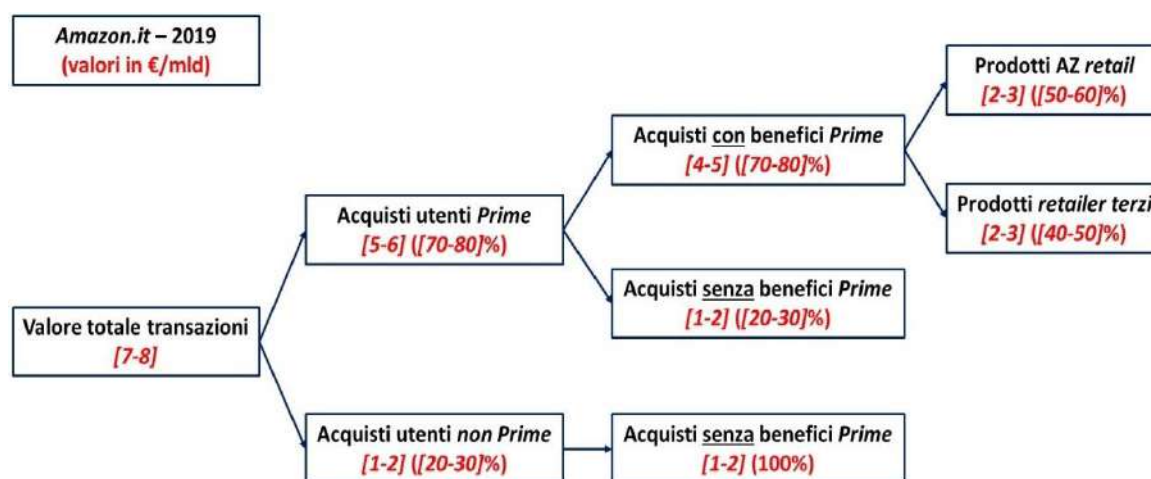 Amazon.it – 2019
(valori in €/mld)
Prodotti AZ retail
[2-3] ([50-60]%)
Acquisti con benefici Prime
[4-5] ([70-80]%)
Prodotti retailer terzi
[2-3] ([40-50]%)
Acquisti utenti Prime
[5-6] ([70-80]%)
Acquisti senza benefici Prime
[1-2] ([20-30]%)
Valore totale transazioni
[7-8]
Acquisti utenti non Prime
[1-2] ([20-30]%)
Acquisti senza benefici Prime
[1-2] (100%)